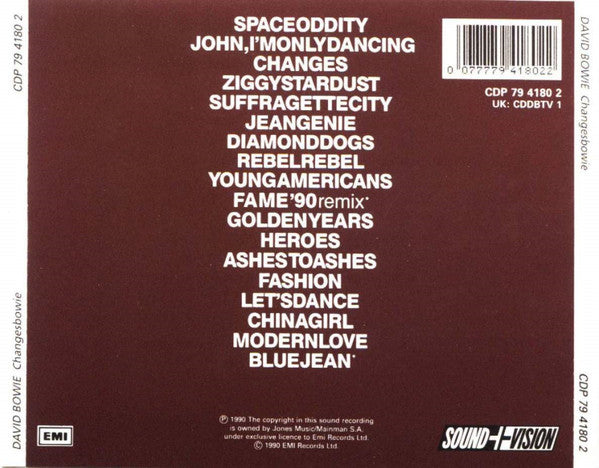 SPACEODDITY
JOHN,I'MONLYDANCING
CHANGES
ZIGGYSTARDUST
SUFFRAGETTECITY
JEANGENIE
DIAMONDDOGS
REBELREBEL
YOUNGAMERICANS
FAME'90remix*
GOLDENYEARS
HEROES
ASHESTOASHES
FASHION
LET'SDANCE
CHINAGIRL
MODERNLOVE
BLUEJEAN*
0 077779 418022
CDP 79 4180 2
UK: CDDBTV 1
DAVID BOWIE Changesbowie
CDP 79 4180 2
DAVID BOWIE Changesbowie
CDP 79 4180 2
EMI
Ⓟ 1990 The copyright in this sound recording
is owned by Jones Music/Mainman S.A.
under exclusive licence to Emi Records Ltd.
© 1990 EMI Records Ltd.
SOUND+VISION